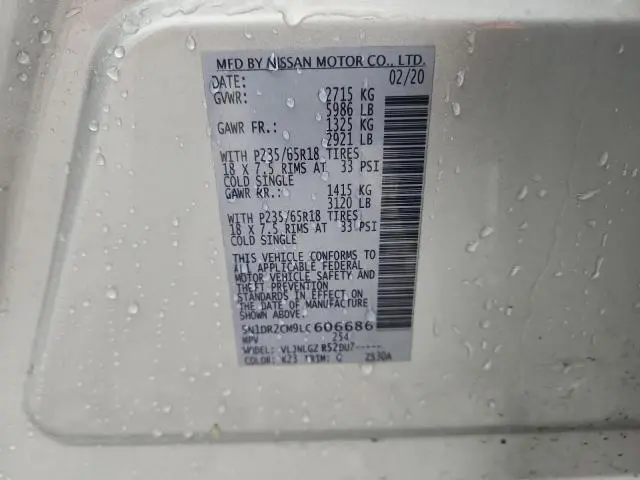 MFD BY NISSAN MOTOR CO., LTD.
DATE: 02/20
GVWR: 2715 KG
5986 LB
GAWR FR.: 1325 KG
2921 LB
WITH P235/65R18 TIRES
18 X 7.5 RIMS AT 33 PSI
COLD SINGLE
GAWR RR.: 1415 KG
3120 LB
WITH P235/65R18 TIRES
18 X 7.5 RIMS AT 33 PSI
COLD SINGLE
THIS VEHICLE CONFORMS TO
ALL APPLICABLE FEDERAL
MOTOR VEHICLE SAFETY AND
THEFT PREVENTION
STANDARDS IN EFFECT ON
THE DATE OF MANUFACTURE
SHOWN ABOVE.
5N1DR2CM9LC606686
MPV 254
MODEL: VLJNLGZ R52DU7-----
COLOR: K23 TRIM: G